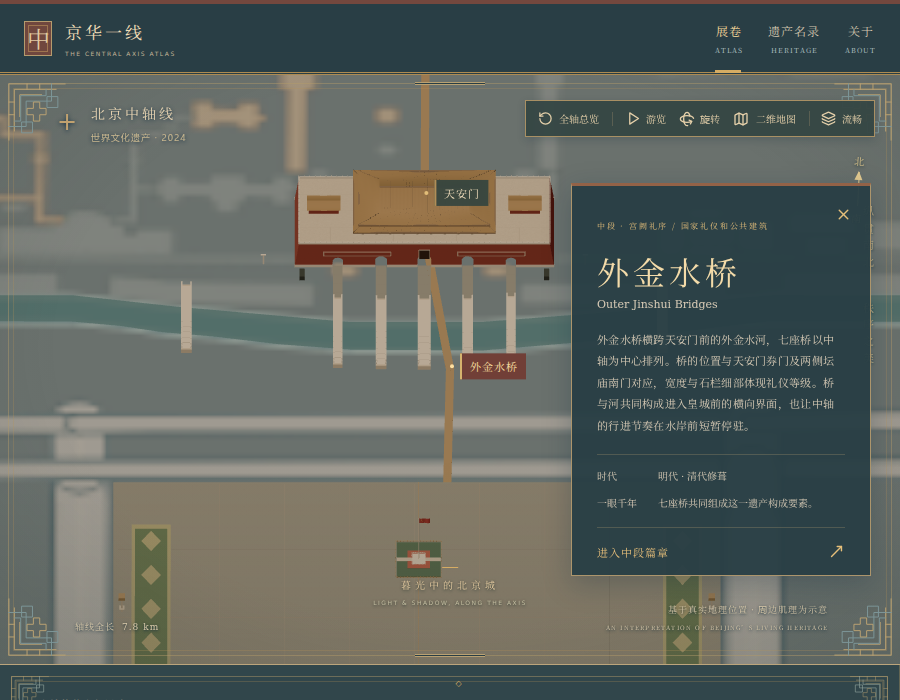 中
京华一线
THE CENTRAL AXIS ATLAS
展卷
ATLAS
遗产名录
HERITAGE
关于
ABOUT
北京中轴线
世界文化遗产 · 2024
全轴总览
游览
旋转
二维地图
流畅
北
天安门
外金水桥
中段 · 宫阙礼序 / 国家礼仪和公共建筑
外金水桥
Outer Jinshui Bridges
外金水桥横跨天安门前的外金水河，七座桥以中
轴为中心排列。桥的位置与天安门券门及两侧坛
庙南门对应，宽度与石栏细部体现礼仪等级。桥
与河共同构成进入皇城前的横向界面，也让中轴
的行进节奏在水岸前短暂停驻。
时代 明代 · 清代修葺
一眼千年 七座桥共同组成这一遗产构成要素。
进入中段篇章
暮光中的北京城
LIGHT & SHADOW, ALONG THE AXIS
轴线全长 7.8 km
基于真实地理位置 · 周边肌理为示意
AN INTERPRETATION OF BEIJING'S LIVING HERITAGE